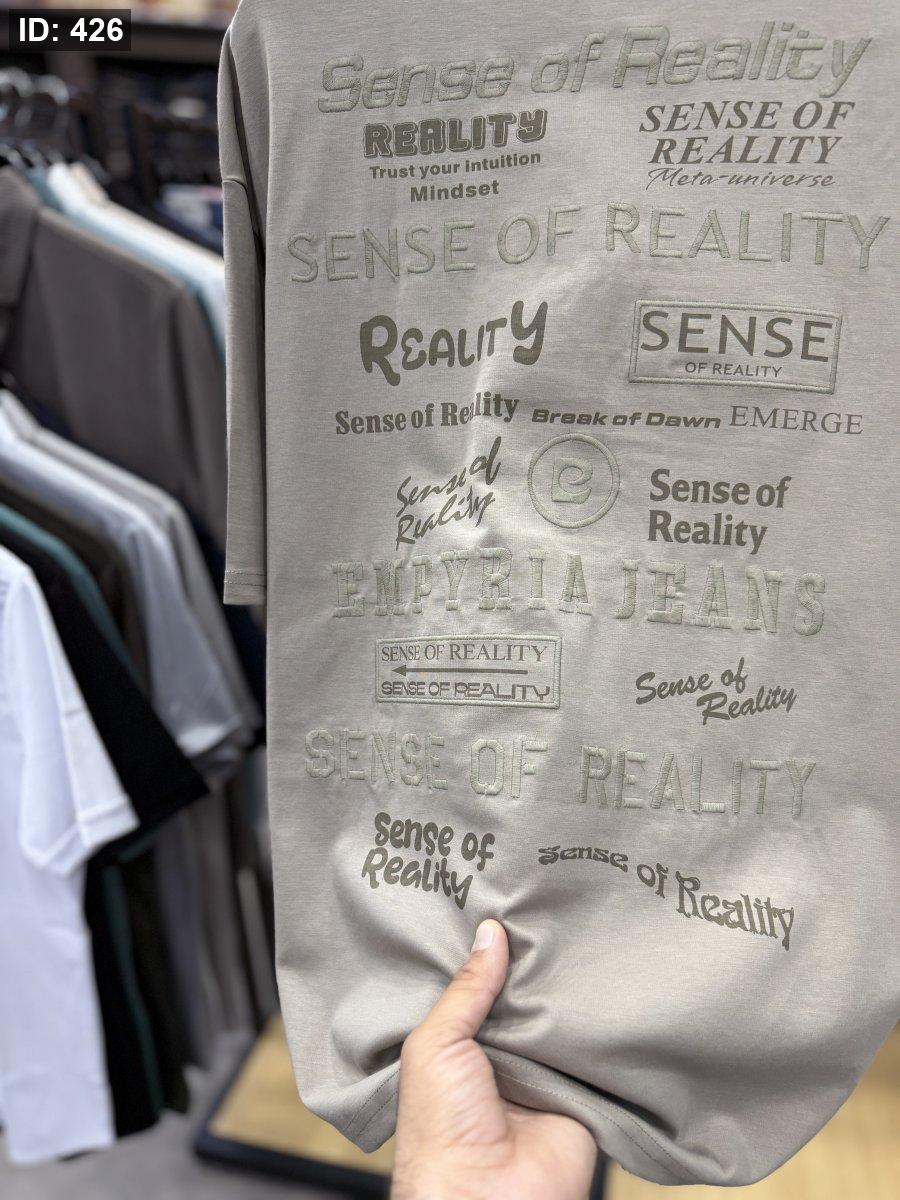 ID: 426
Sense of Reality
REALITY
Trust your intuition
Mindset
SENSE OF
REALITY
Meta-universe
SENSE OF REALITY
REALITY
SENSE
OF REALITY
Sense of Reality
Break of Dawn
EMERGE
Sense of
Reality
e
Sense of
Reality
EMPYRIA JEANS
SENSE OF REALITY
SENSE OF REALITY
Sense of
Reality
SENSE OF REALITY
Sense of
Reality
Sense of Reality